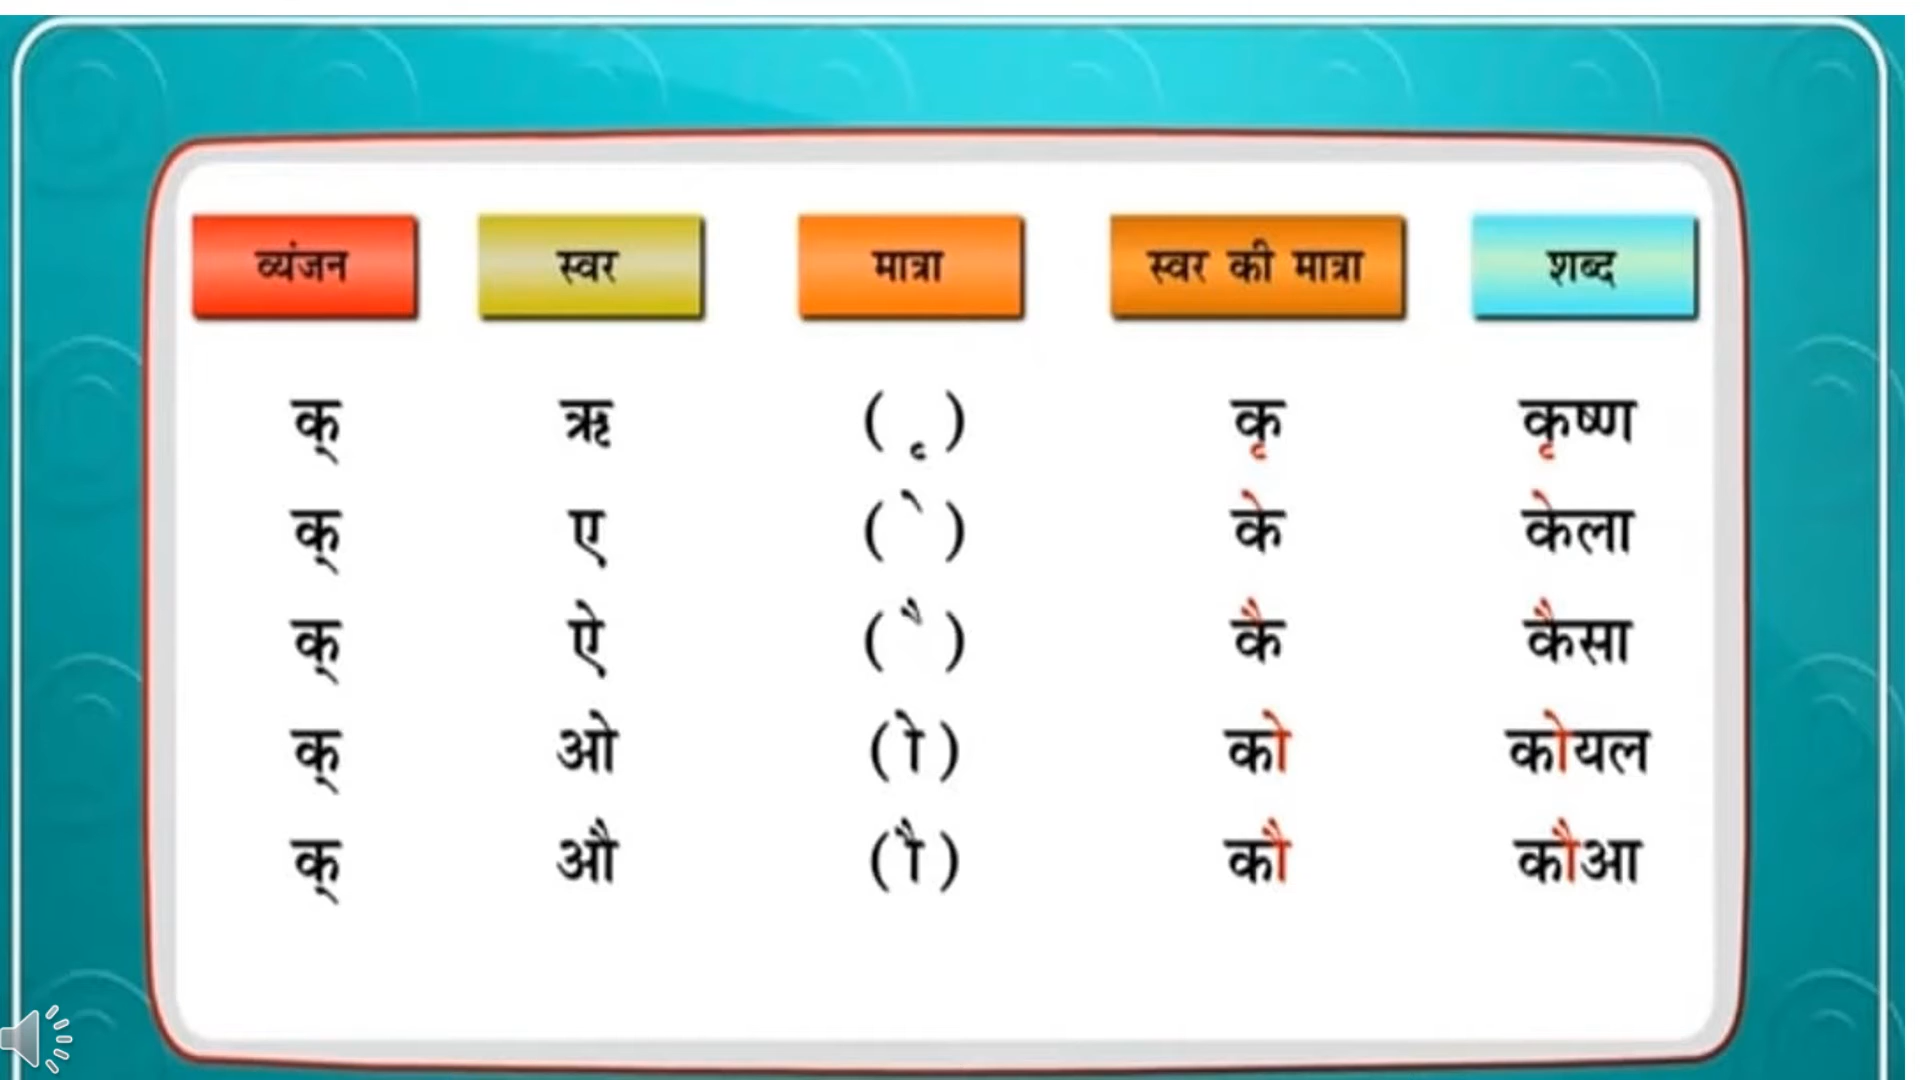 व्यंजन स्वर मात्रा स्वर की मात्रा शब्द
क् ऋ ( ृ ) कृ कृष्ण
क् ए ( े ) के केला
क् ऐ ( ै ) कै कैसा
क् ओ ( ो ) को कोयल
क् औ ( ौ ) कौ कौआ